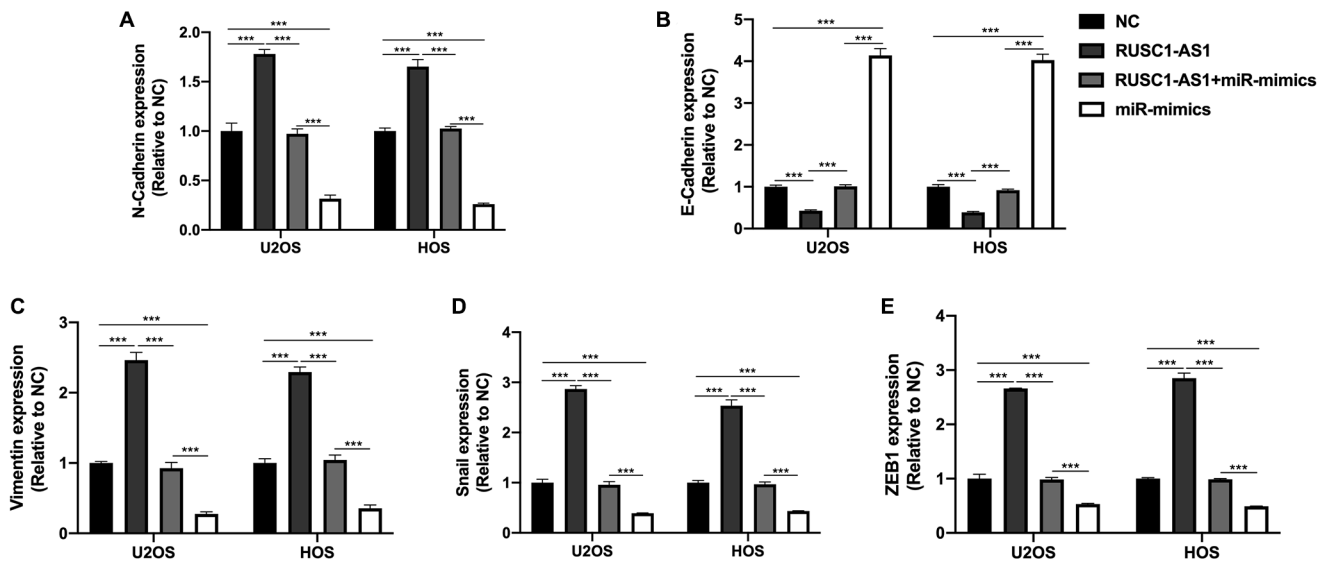 A
N-Cadherin expression
(Relative to NC)
2.0
1.5
1.0
0.5
0.0
***
***
***
***
***
***
***
***
U2OS
HOS
B
E-Cadherin expression
(Relative to NC)
5
4
3
2
1
0
***
***
***
***
***
***
***
***
U2OS
HOS
NC
RUSC1-AS1
RUSC1-AS1+miR-mimics
miR-mimics
C
Vimentin expression
(Relative to NC)
3
2
1
0
***
***
***
***
***
***
***
***
U2OS
HOS
D
Snail expression
(Relative to NC)
4
3
2
1
0
***
***
***
***
***
***
***
***
U2OS
HOS
E
ZEB1 expression
(Relative to NC)
4
3
2
1
0
***
***
***
***
***
***
***
***
U2OS
HOS